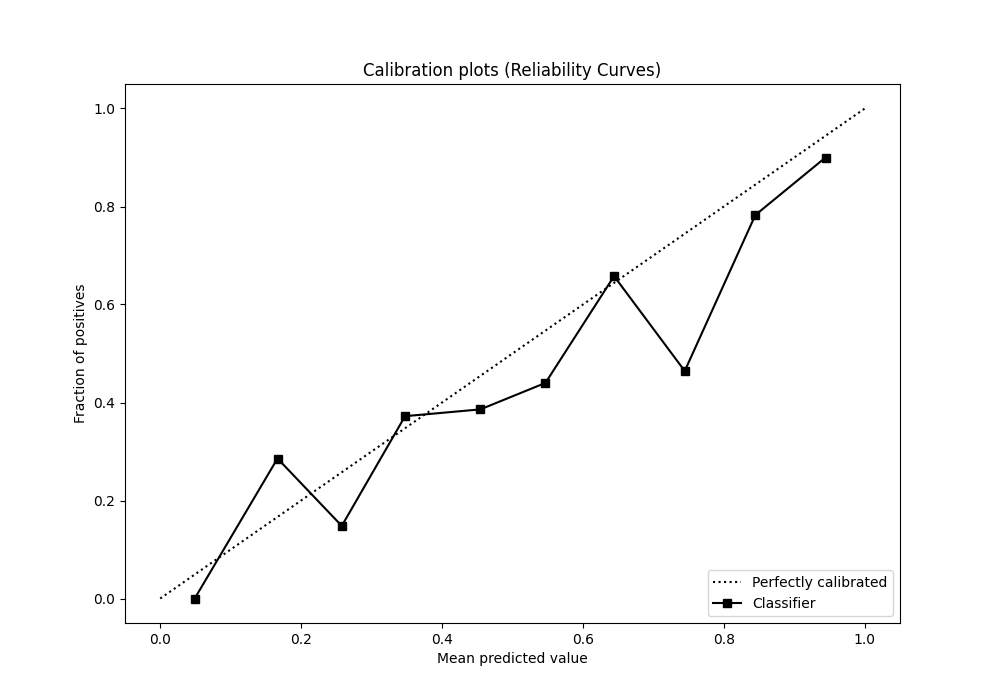 Calibration plots (Reliability Curves)
1.0
0.8
0.6
0.4
0.2
0.0
Fraction of positives
Perfectly calibrated
Classifier
0.0 0.2 0.4 0.6 0.8 1.0
Mean predicted value